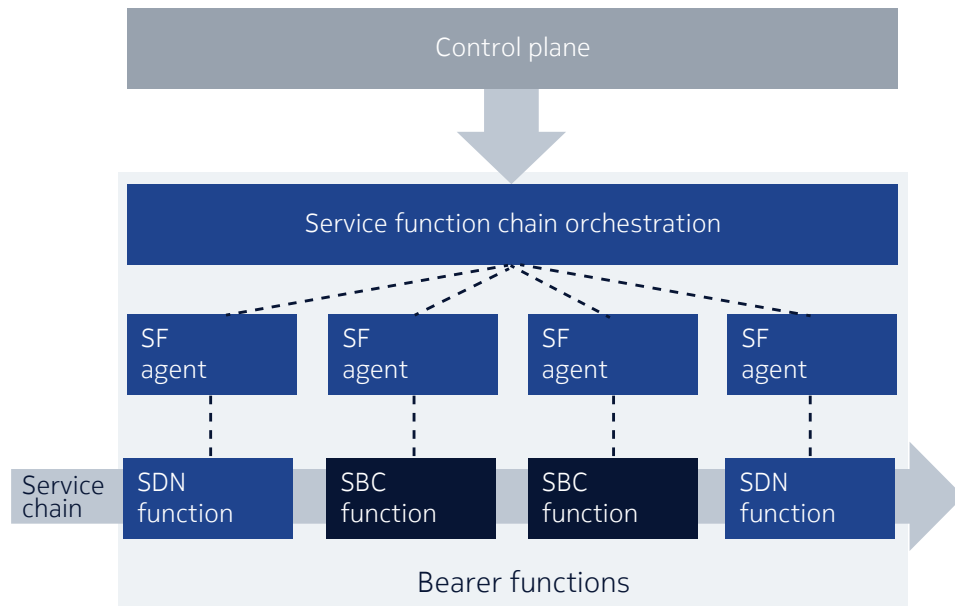 Control plane
Service function chain orchestration
SF
agent
SF
agent
SF
agent
SF
agent
Service
chain
SDN
function
SBC
function
SBC
function
SDN
function
Bearer functions